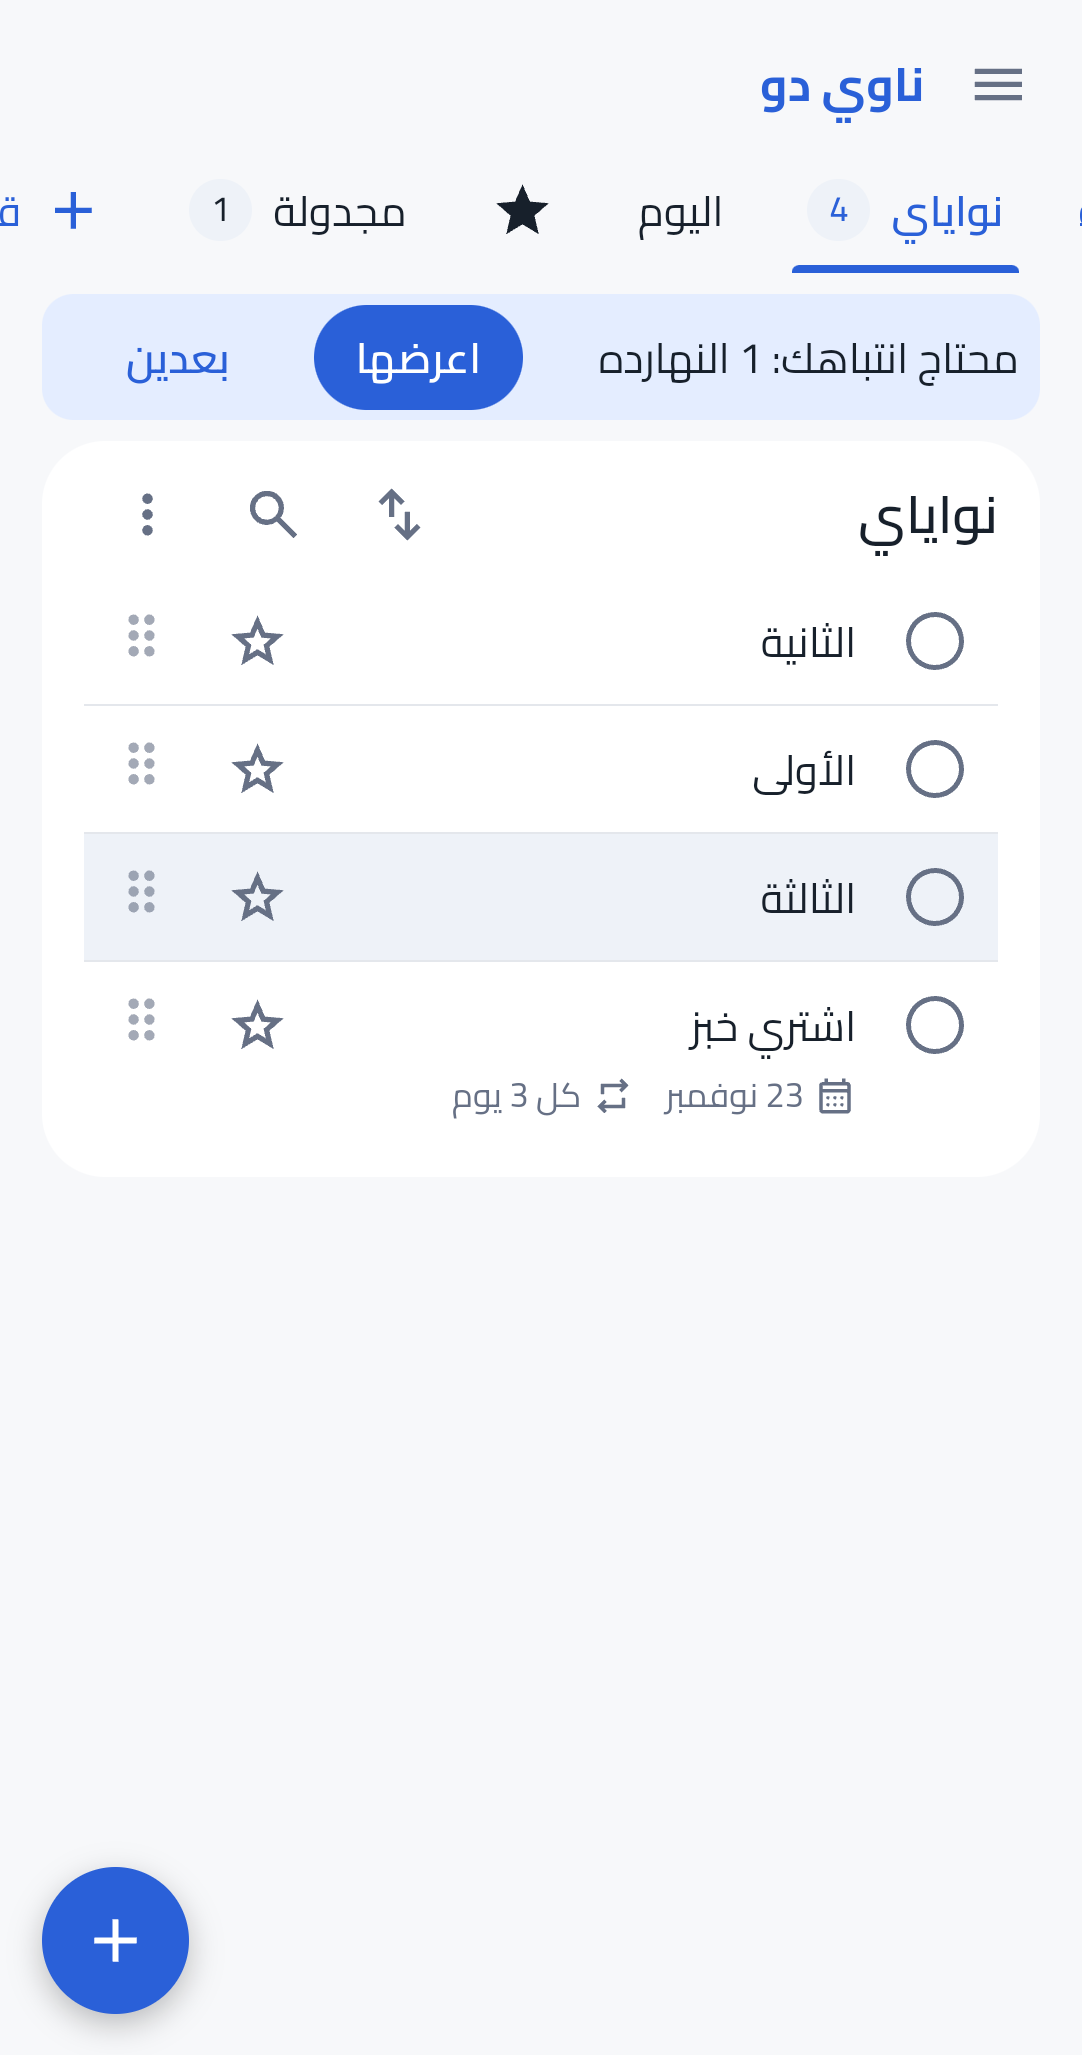 ناوي دو
نواياي 4 اليوم مجدولة 1
محتاج انتباهك: 1 النهارده اعرضها بعدين
نواياي
الثانية
الأولى
الثالثة
اشتري خبز
23 نوفمبر كل 3 يوم